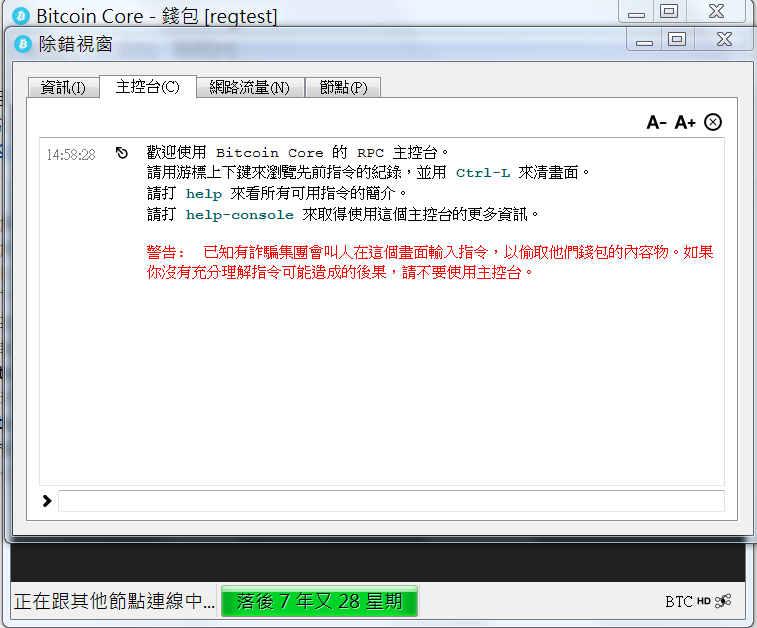 Bitcoin Core - 錢包 [regtest]
除錯視窗
資訊(I) 主控台(C) 網路流量(N) 節點(P)
A- A+
14:58:28 歡迎使用 Bitcoin Core 的 RPC 主控台。
請用游標上下鍵來瀏覽先前指令的紀錄，並用 Ctrl-L 來清畫面。
請打 help 來看所有可用指令的簡介。
請打 help-console 來取得使用這個主控台的更多資訊。
警告： 已知有詐騙集團會叫人在這個畫面輸入指令，以偷取他們錢包的內容物。如果
你沒有充分理解指令可能造成的後果，請不要使用主控台。
正在跟其他節點連線中... 落後 7 年又 28 星期 BTC HD